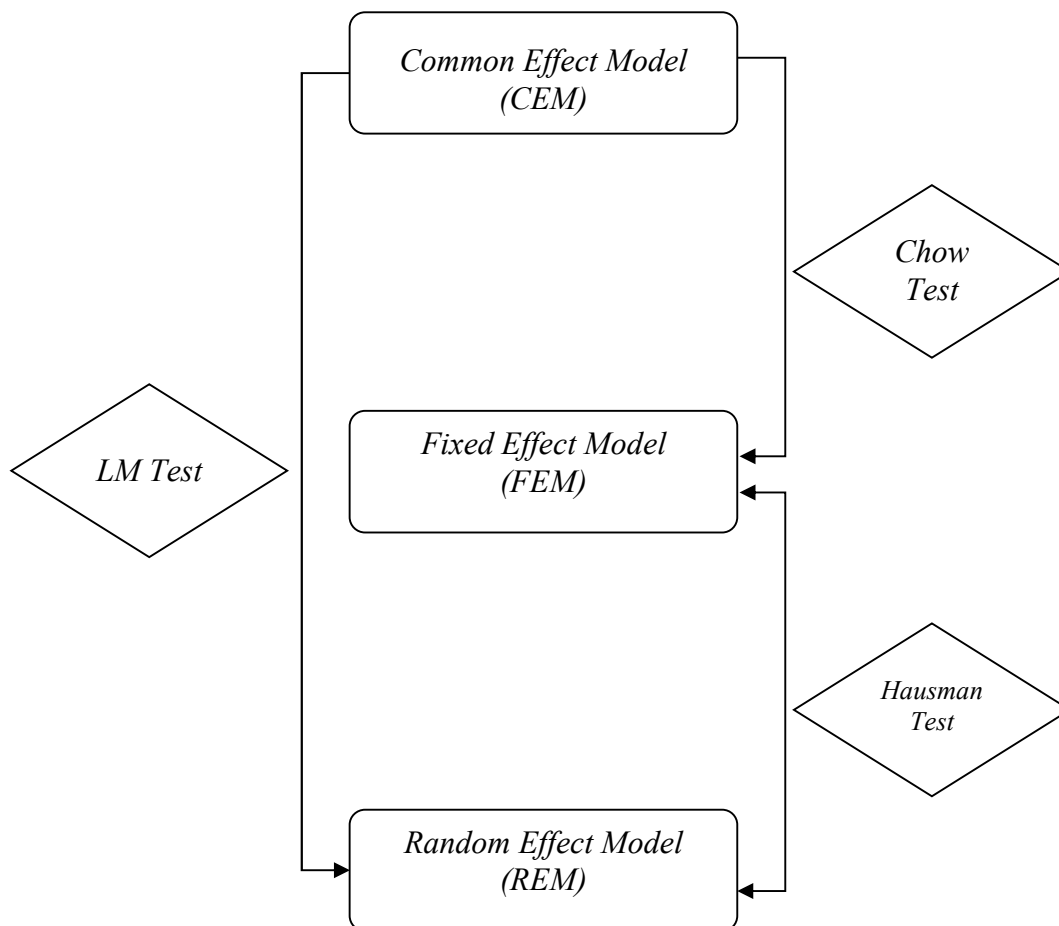 Common Effect Model
(CEM)
Chow
Test
LM Test
Fixed Effect Model
(FEM)
Hausman
Test
Random Effect Model
(REM)